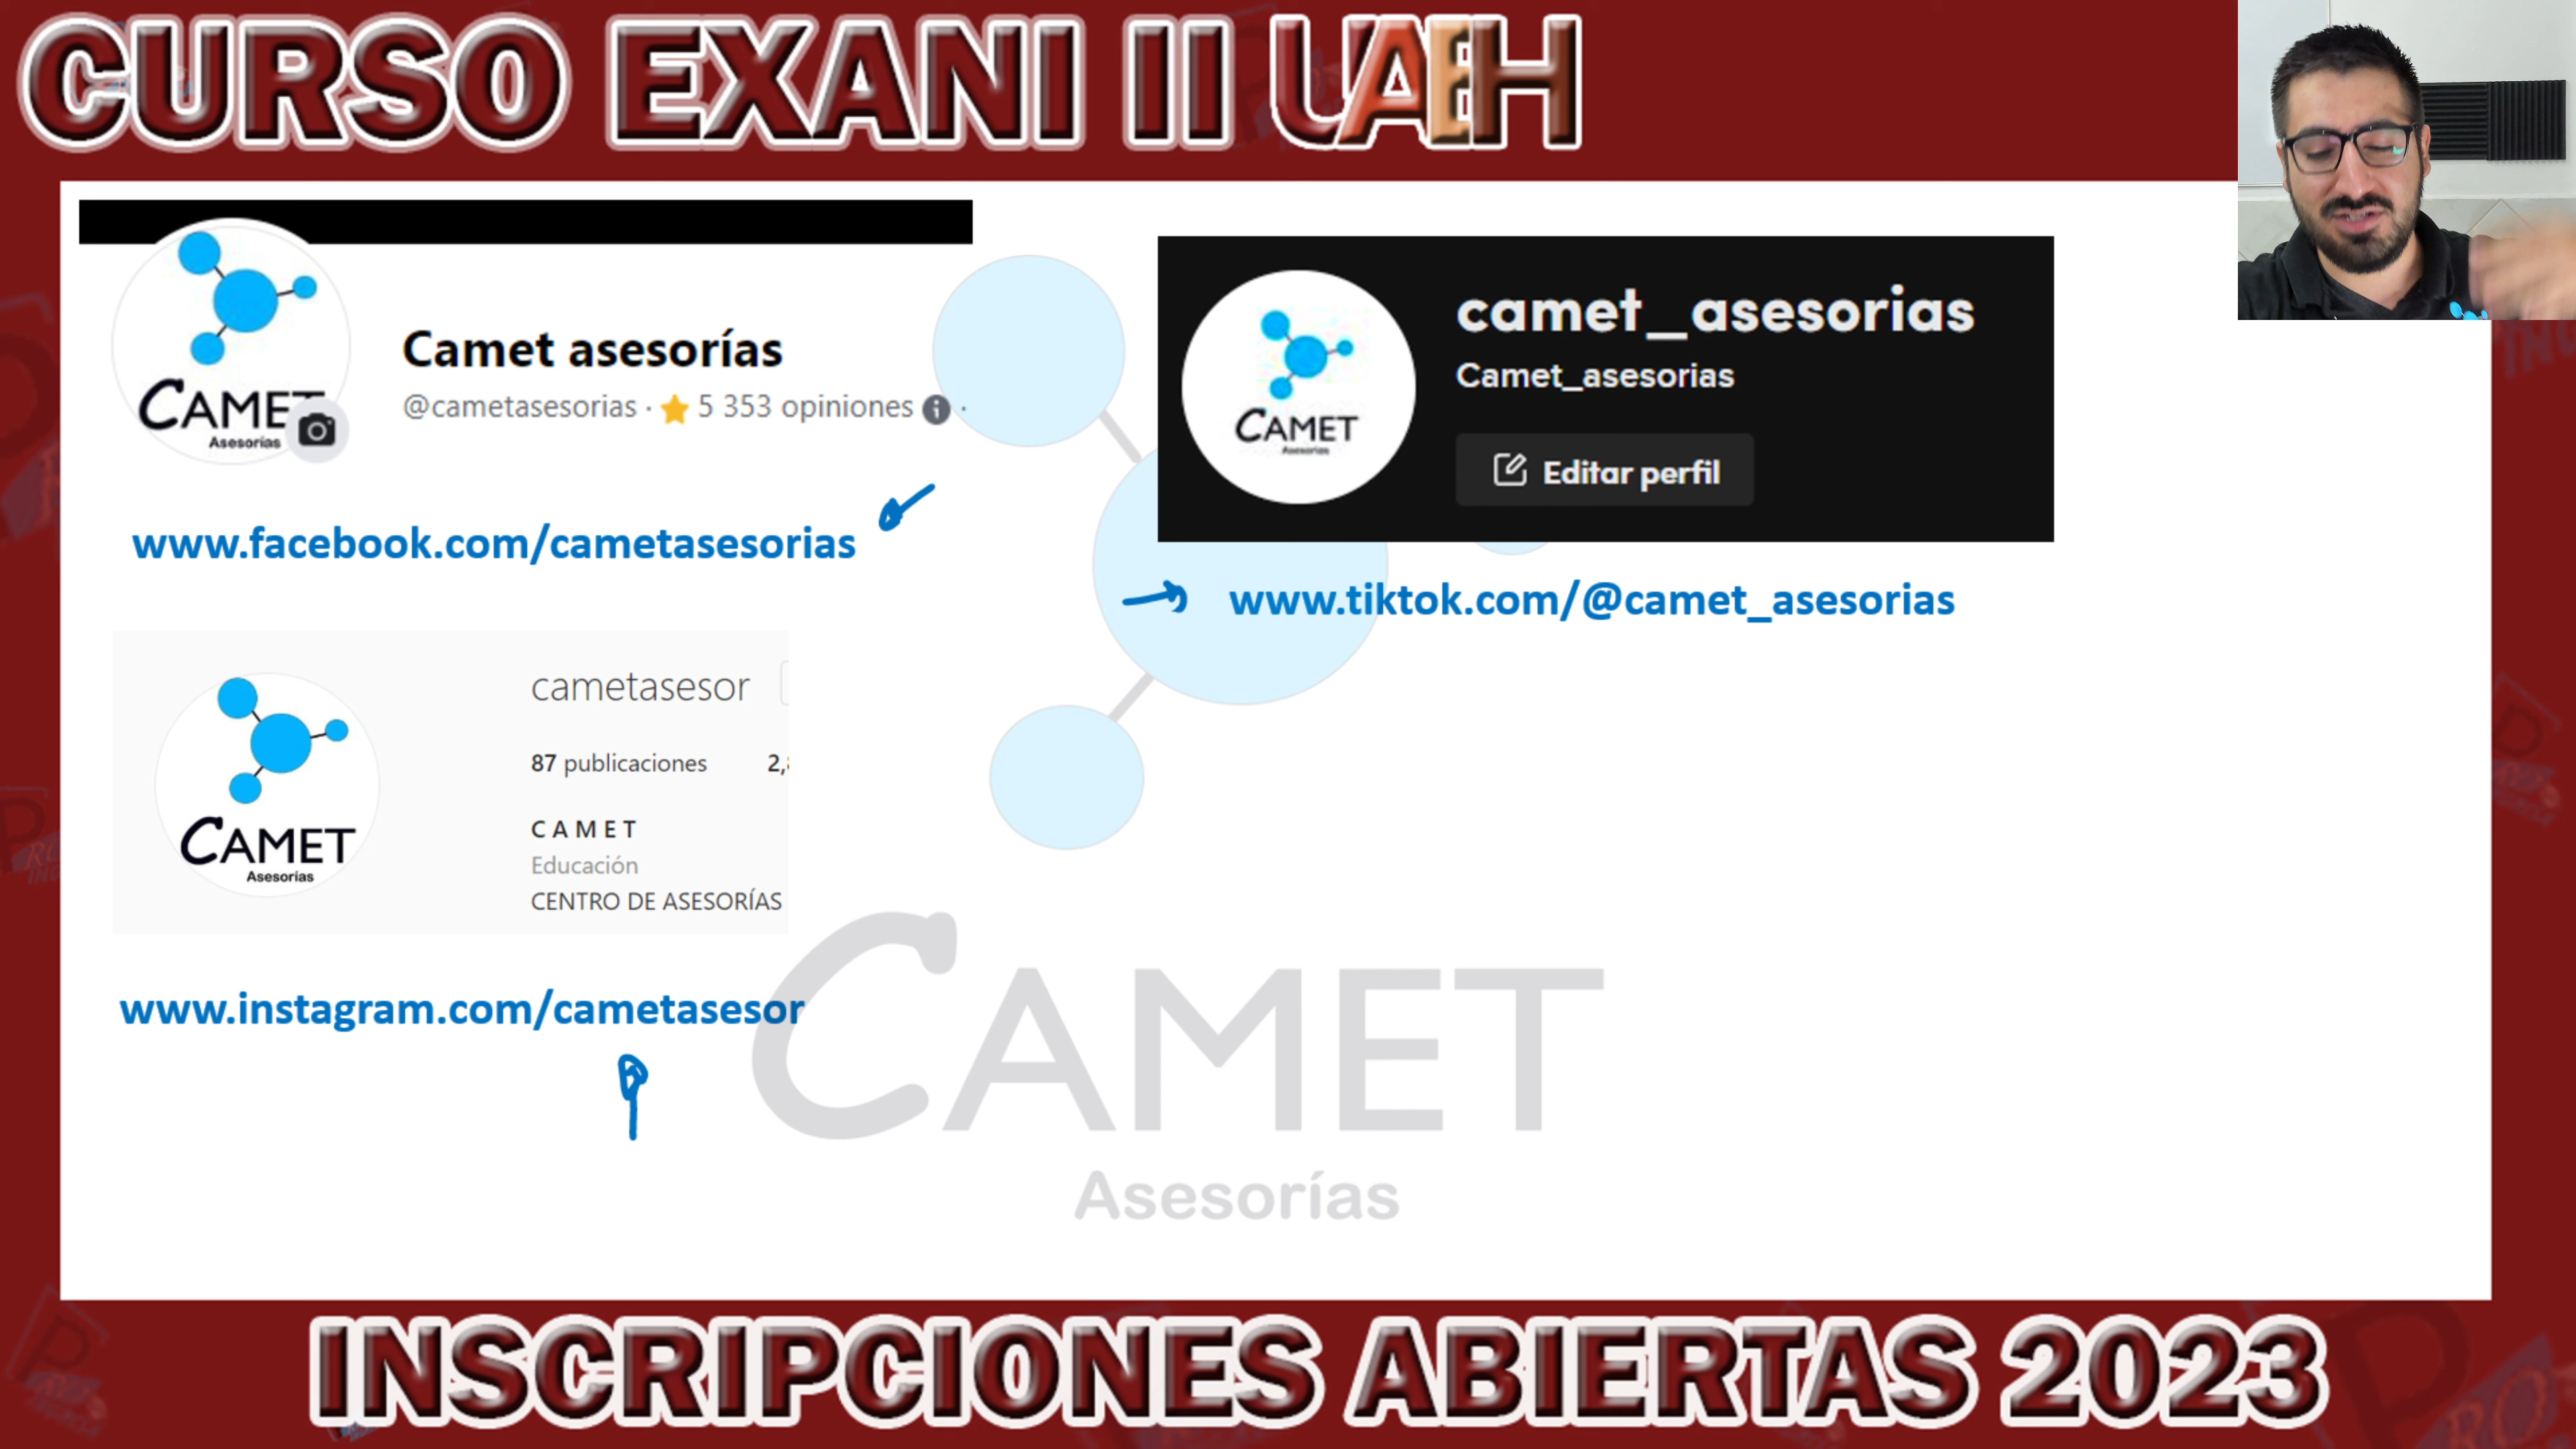 CURSO EXANI II UAEH
CAMET
Asesorías
Camet asesorías
@cametasesorias · 5 353 opiniones ·
www.facebook.com/cametasesorias
camet_asesorias
Camet_asesorias
Editar perfil
CAMET
Asesorías
www.tiktok.com/@camet_asesorias
CAMET
Asesorías
cametasesor
87 publicaciones
CAMET
Educación
CENTRO DE ASESORÍAS
www.instagram.com/cametasesor
CAMET
Asesorías
INSCRIPCIONES ABIERTAS 2023